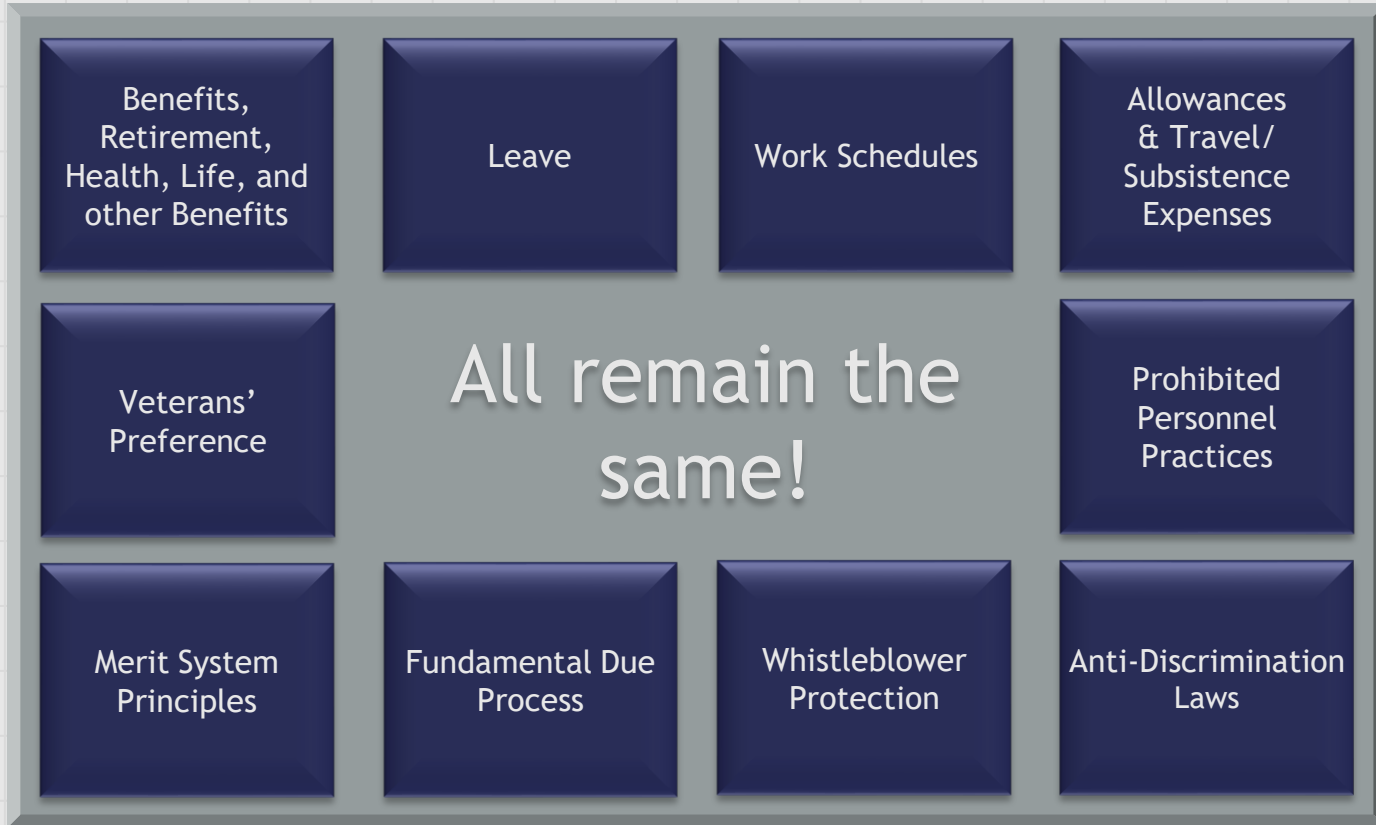 Benefits,
Retirement,
Health, Life, and
other Benefits
Leave
Work Schedules
Allowances
& Travel/
Subsistence
Expenses
Veterans’
Preference
All remain the
same!
Prohibited
Personnel
Practices
Merit System
Principles
Fundamental Due
Process
Whistleblower
Protection
Anti-Discrimination
Laws